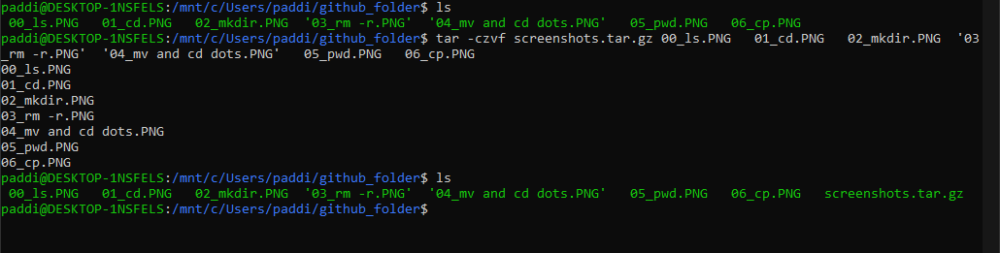 paddi@DESKTOP-1NSFELS:/mnt/c/Users/paddi/github_folder$ ls
 00_ls.PNG   01_cd.PNG   02_mkdir.PNG  '03_rm -r.PNG'  '04_mv and cd dots.PNG'   05_pwd.PNG   06_cp.PNG
paddi@DESKTOP-1NSFELS:/mnt/c/Users/paddi/github_folder$ tar -czvf screenshots.tar.gz 00_ls.PNG   01_cd.PNG   02_mkdir.PNG  '03
_rm -r.PNG'  '04_mv and cd dots.PNG'   05_pwd.PNG   06_cp.PNG
00_ls.PNG
01_cd.PNG
02_mkdir.PNG
03_rm -r.PNG
04_mv and cd dots.PNG
05_pwd.PNG
06_cp.PNG
paddi@DESKTOP-1NSFELS:/mnt/c/Users/paddi/github_folder$ ls
 00_ls.PNG   01_cd.PNG   02_mkdir.PNG  '03_rm -r.PNG'  '04_mv and cd dots.PNG'   05_pwd.PNG   06_cp.PNG   screenshots.tar.gz
paddi@DESKTOP-1NSFELS:/mnt/c/Users/paddi/github_folder$